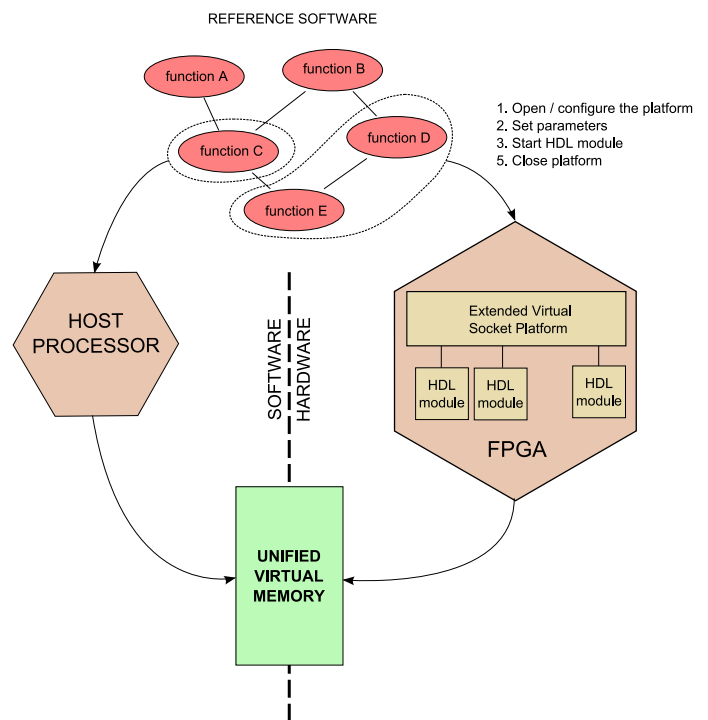 REFERENCE SOFTWARE
function A
function B
function C
function D
function E
1. Open / configure the platform
2. Set parameters
3. Start HDL module
5. Close platform
HOST
PROCESSOR
SOFTWARE
HARDWARE
Extended Virtual
Socket Platform
HDL
module
HDL
module
HDL
module
FPGA
UNIFIED
VIRTUAL
MEMORY